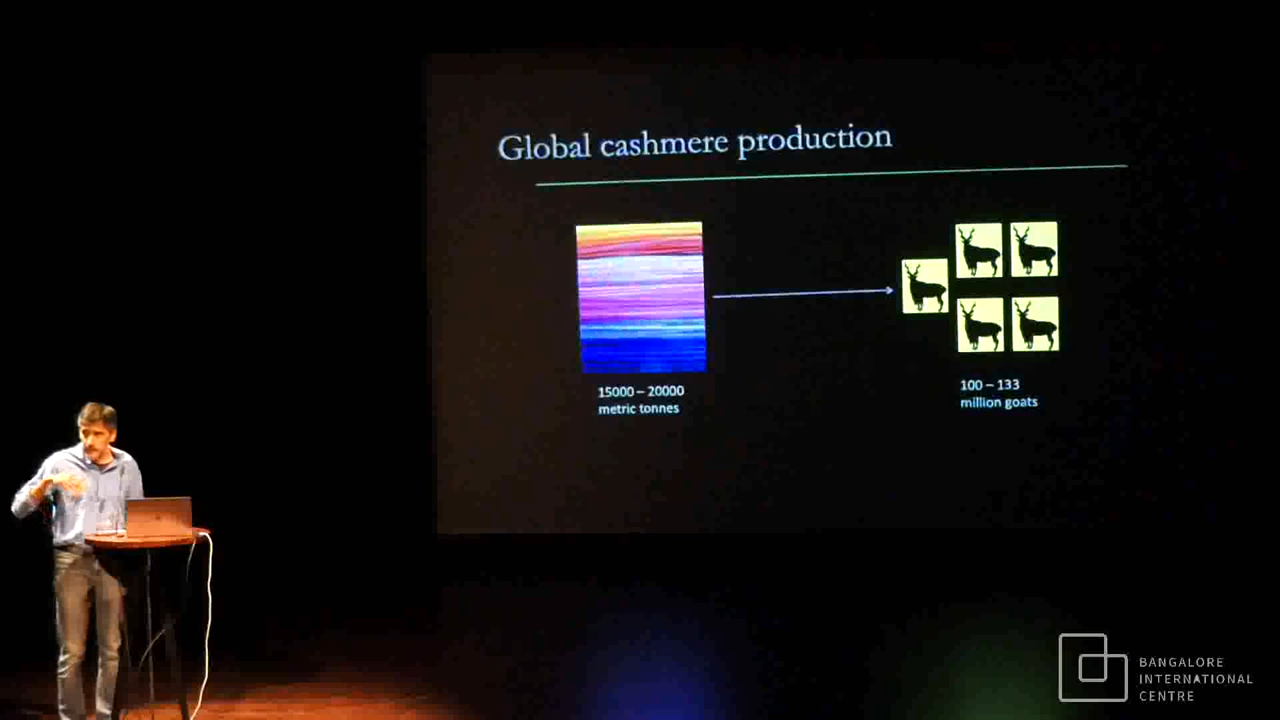 Global cashmere production
15000 – 20000
metric tonnes
100 – 133
million goats
BANGALORE
INTERNATIONAL
CENTRE